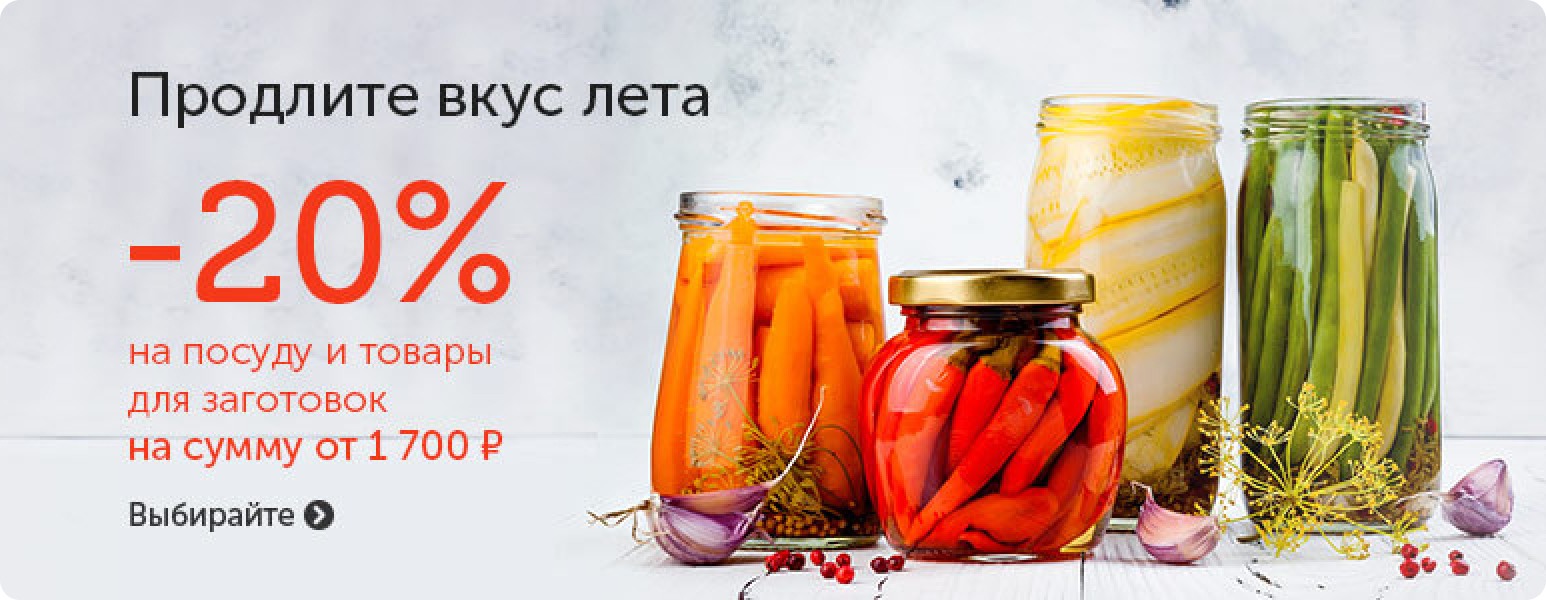 Продлите вкус лета
-20%
на посуду и товары
для заготовок
на сумму от 1 700 ₽
Выбирайте